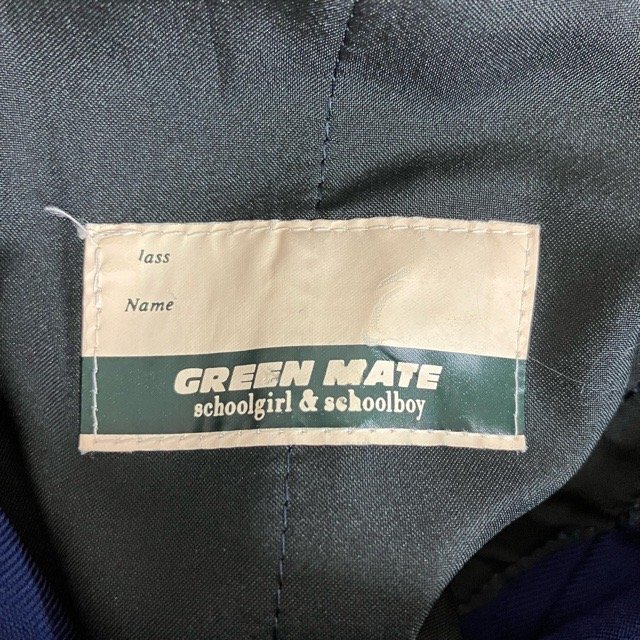 lass
Name
GREEN MATE
schoolgirl & schoolboy